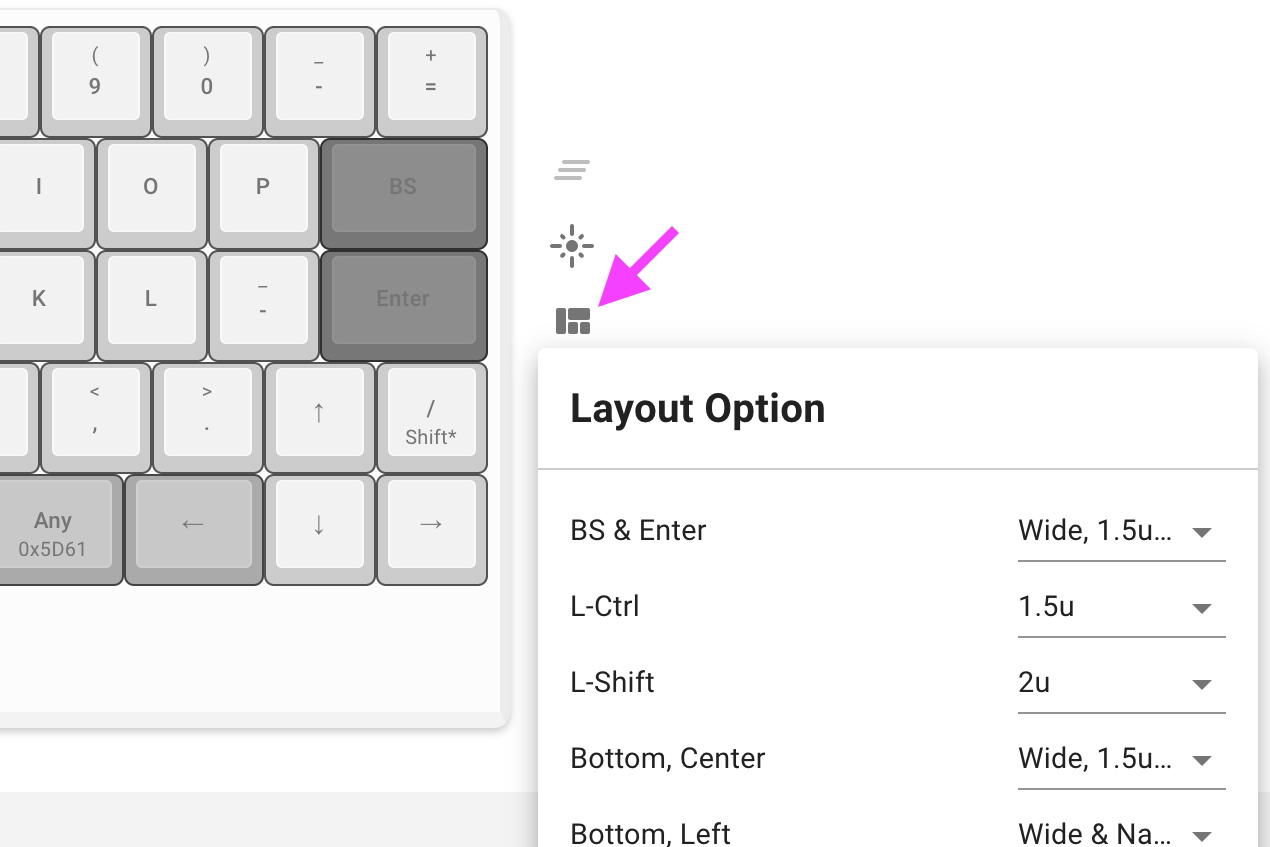 ( ) _ +
9 0 - =
I O P BS
K L _
- Enter
< >
, . ↑ /
Shift*
Any ← ↓ →
0x5D61
Layout Option
BS & Enter Wide, 1.5u...
L-Ctrl 1.5u
L-Shift 2u
Bottom, Center Wide, 1.5u...
Bottom, Left Wide & Na...